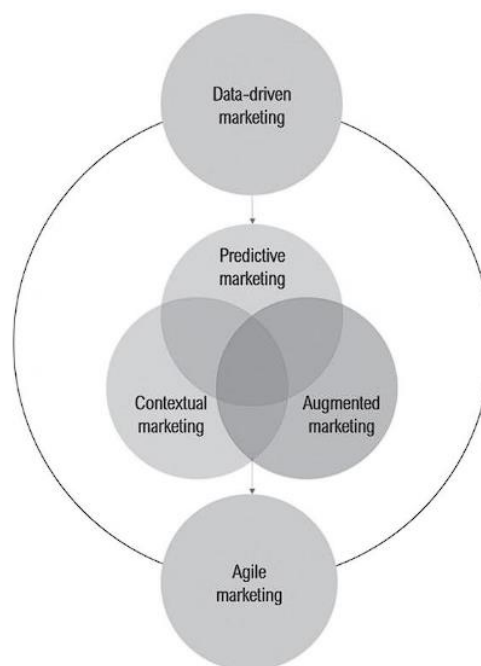 Data-driven
marketing
Predictive
marketing
Contextual
marketing
Augmented
marketing
Agile
marketing